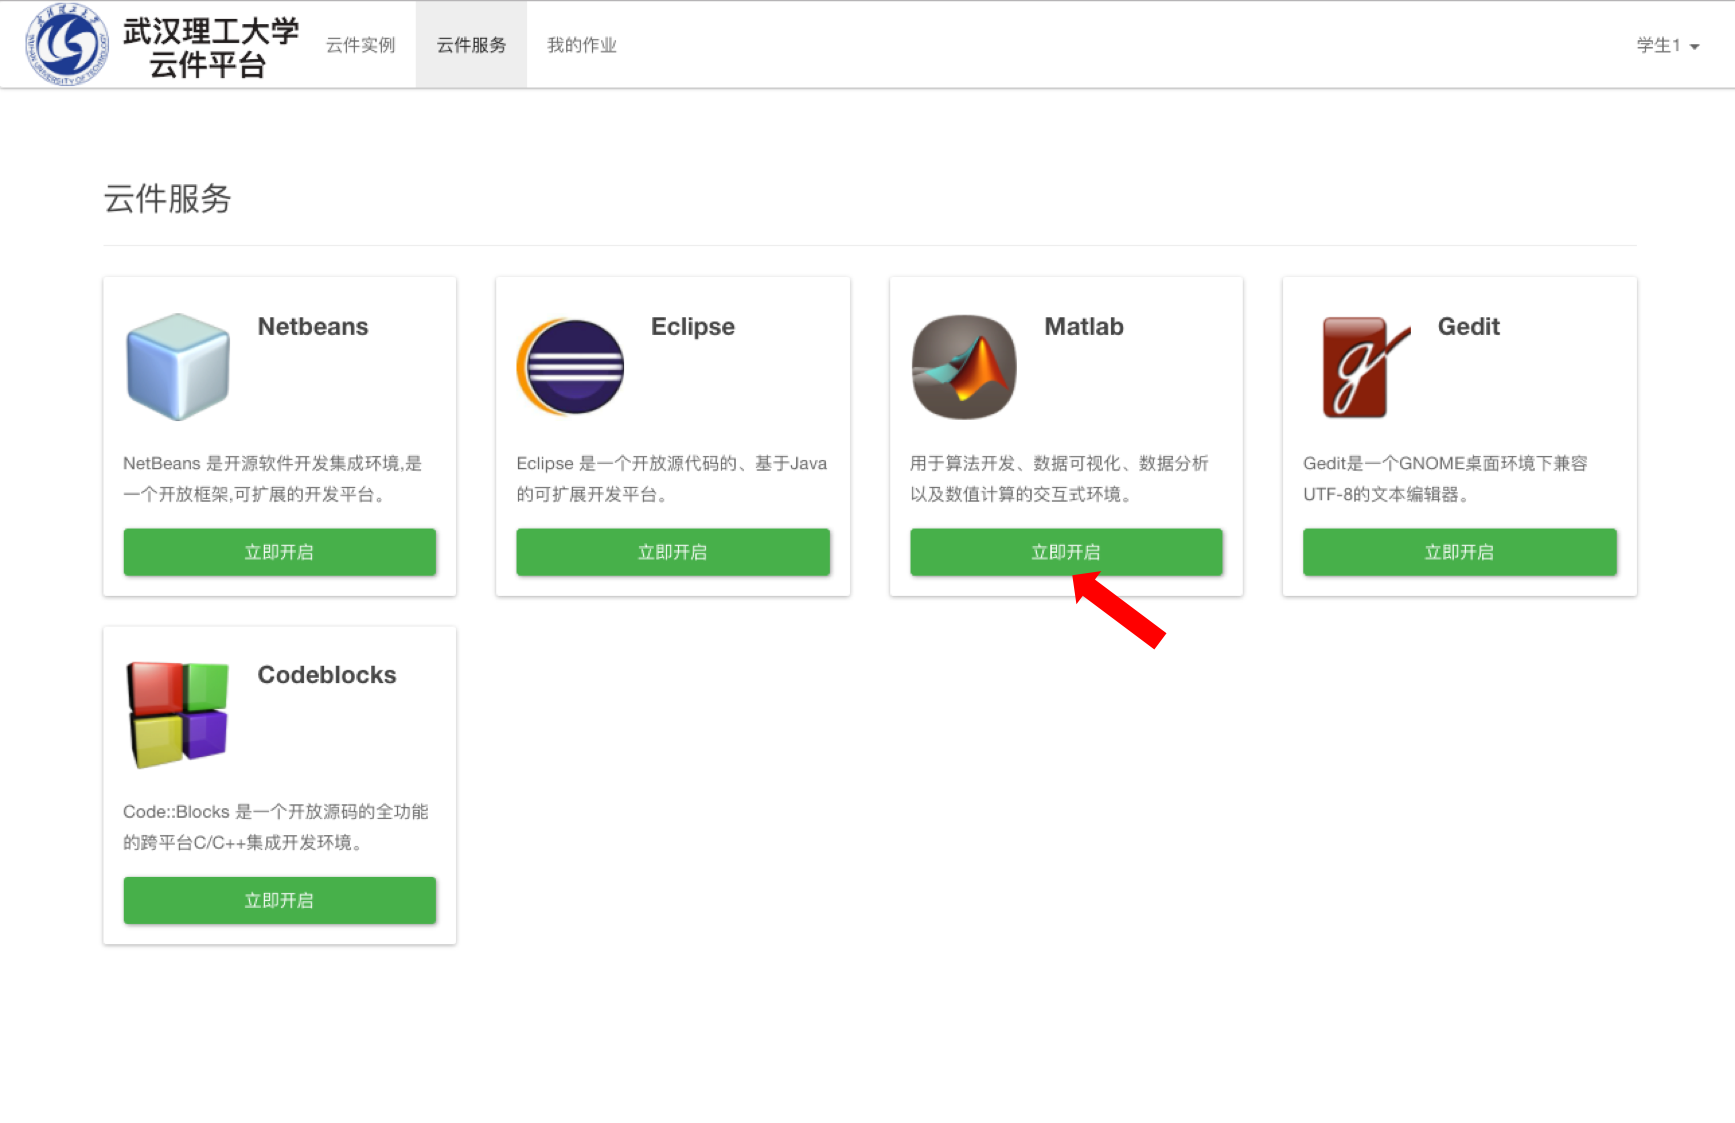 武汉理工大学
云件平台
云件实例
云件服务
我的作业
学生1
云件服务
Netbeans
NetBeans 是开源软件开发集成环境,是
一个开放框架,可扩展的开发平台。
立即开启
Eclipse
Eclipse 是一个开放源代码的、基于Java
的可扩展开发平台。
立即开启
Matlab
用于算法开发、数据可视化、数据分析
以及数值计算的交互式环境。
立即开启
Gedit
Gedit是一个GNOME桌面环境下兼容
UTF-8的文本编辑器。
立即开启
Codeblocks
Code::Blocks 是一个开放源码的全功能
的跨平台C/C++集成开发环境。
立即开启